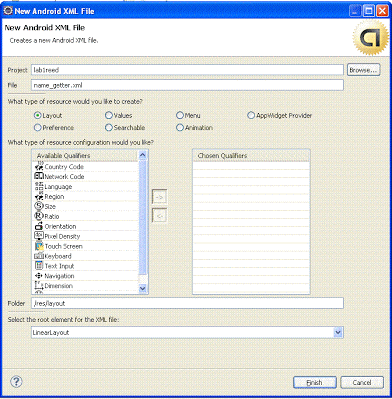 New Android XML File
New Android XML File
Creates a new Android XML file.
Project lab1reed Browse...
File name_getter.xml
What type of resource would you like to create?
Layout Values Menu AppWidget Provider
Preference Searchable Animation
What type of resource configuration would you like?
Available Qualifiers Chosen Qualifiers
Country Code
Network Code
Language
Region
Size
Ratio
Orientation
Pixel Density
Touch Screen
Keyboard
Text Input
Navigation
Dimension
->
<-
Folder /res/layout
Select the root element for the XML file:
LinearLayout
Finish Cancel